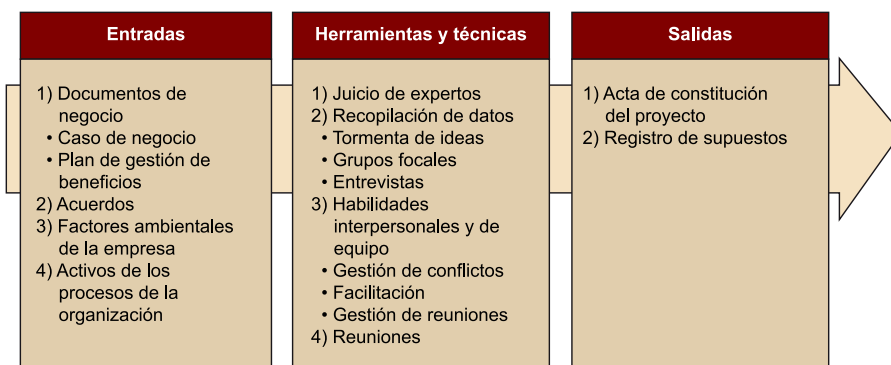 Entradas
1) Documentos de
negocio
• Caso de negocio
• Plan de gestión de
beneficios
2) Acuerdos
3) Factores ambientales
de la empresa
4) Activos de los
procesos de la
organización
Herramientas y técnicas
1) Juicio de expertos
2) Recopilación de datos
• Tormenta de ideas
• Grupos focales
• Entrevistas
3) Habilidades
interpersonales y de
equipo
• Gestión de conflictos
• Facilitación
• Gestión de reuniones
4) Reuniones
Salidas
1) Acta de constitución
del proyecto
2) Registro de supuestos